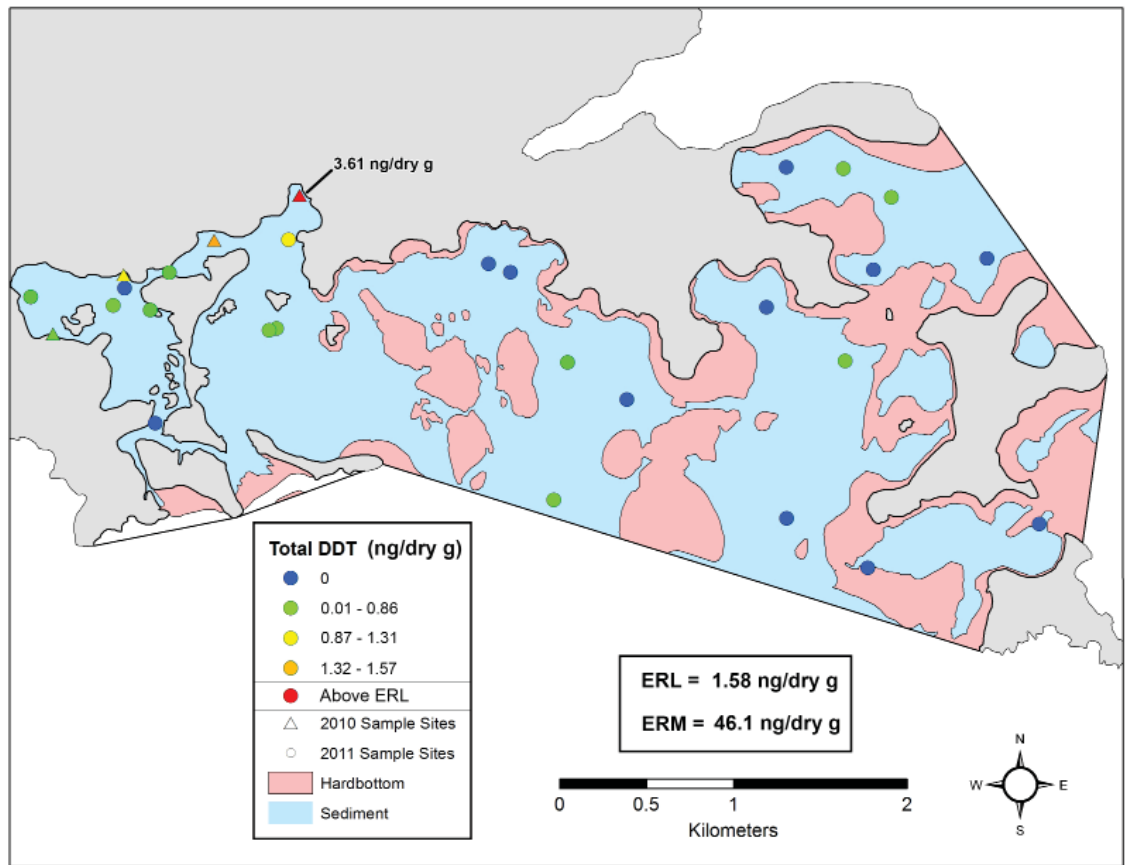 3.61 ng/dry g
Total DDT (ng/dry g)
0
0.01 - 0.86
0.87 - 1.31
1.32 - 1.57
Above ERL
2010 Sample Sites
2011 Sample Sites
Hardbottom
Sediment
ERL = 1.58 ng/dry g
ERM = 46.1 ng/dry g
N
W E
S
0 0.5 1 2
Kilometers